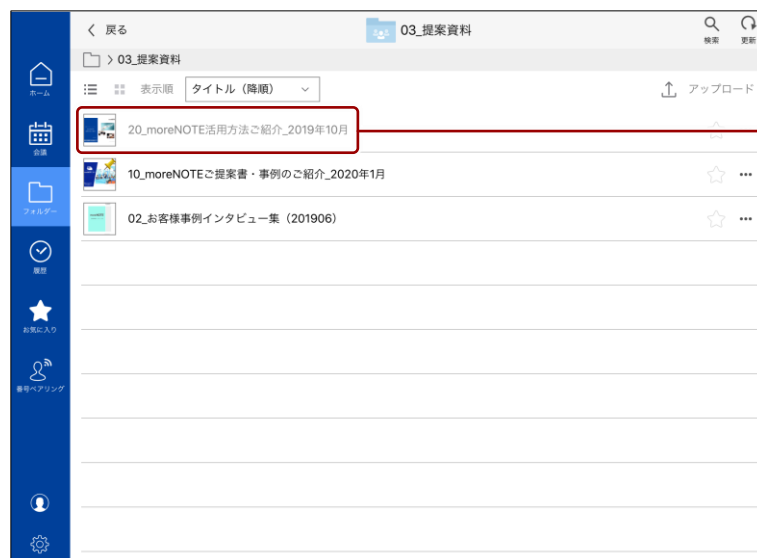 戻る
03_提案資料
検索
更新
03_提案資料
表示順
タイトル（降順）
アップロード
ホーム
20_moreNOTE活用方法ご紹介_2019年10月
会議
10_moreNOTEご提案書・事例のご紹介_2020年1月
フォルダー
02_お客様事例インタビュー集（201906）
履歴
お気に入り
番号ペアリング